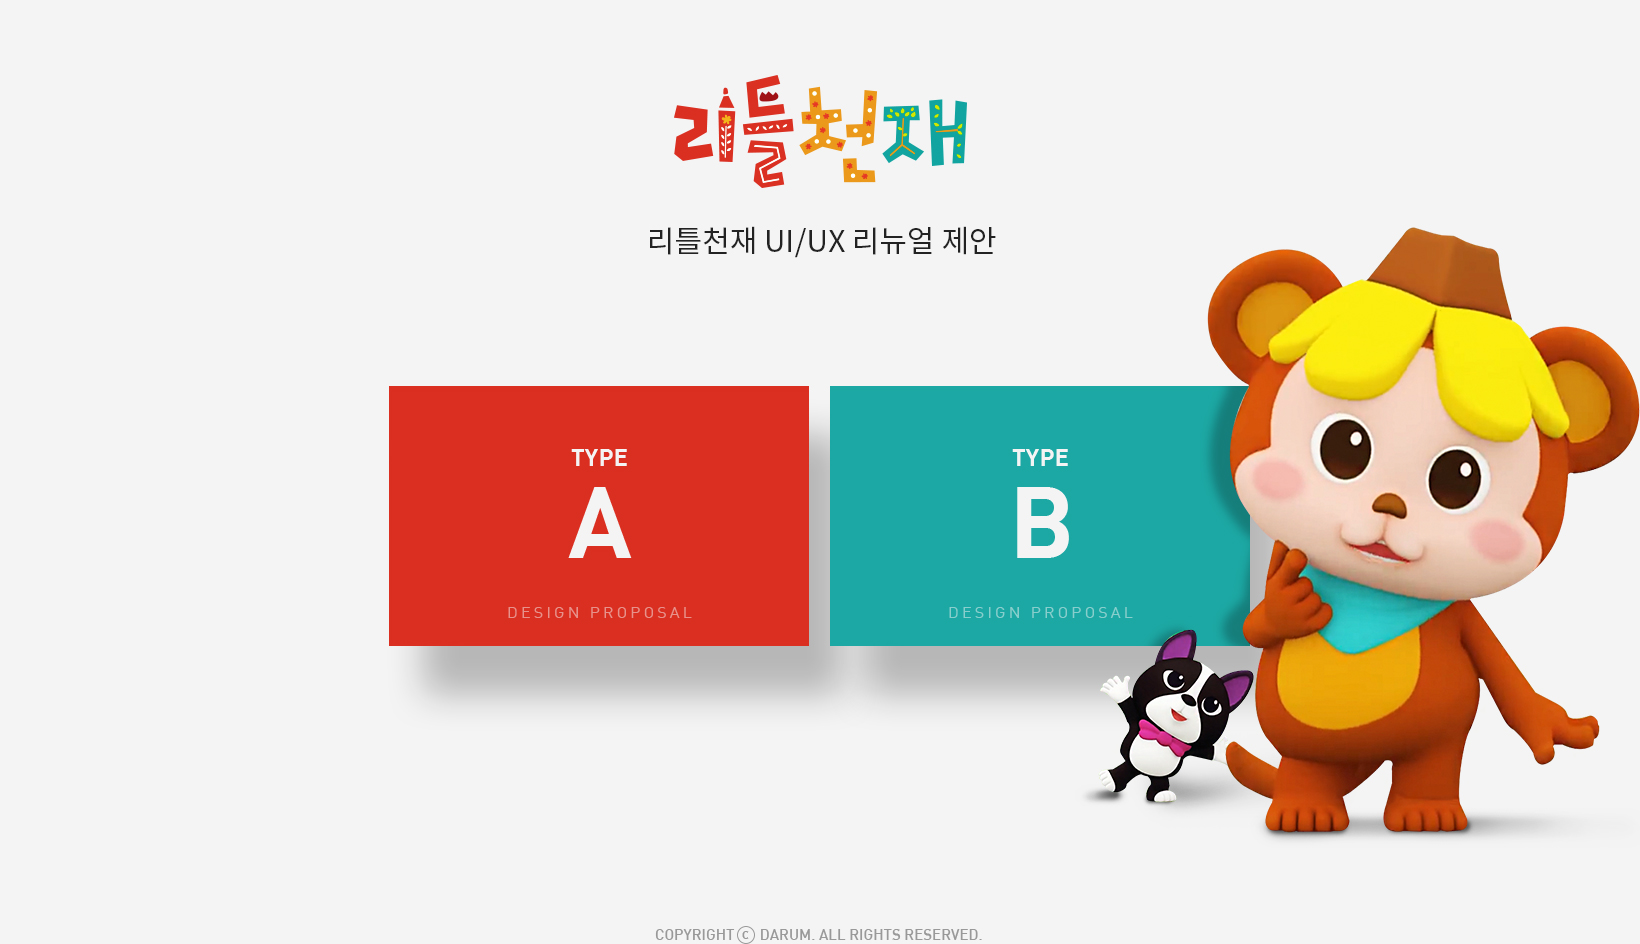 리틀천재
리틀천재 UI/UX 리뉴얼 제안
TYPE
A
DESIGN PROPOSAL
TYPE
B
DESIGN PROPOSAL
COPYRIGHT ⓒ DARUM. ALL RIGHTS RESERVED.